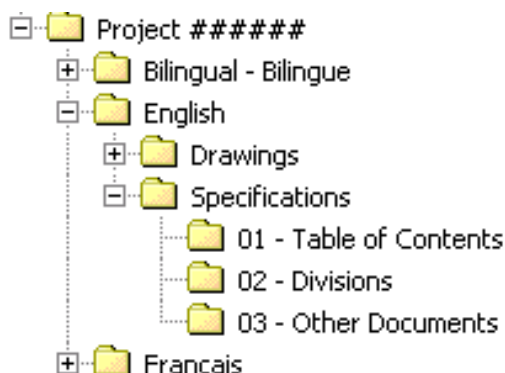 Project ######
Bilingual - Bilingue
English
Drawings
Specifications
01 - Table of Contents
02 - Divisions
03 - Other Documents
Francais